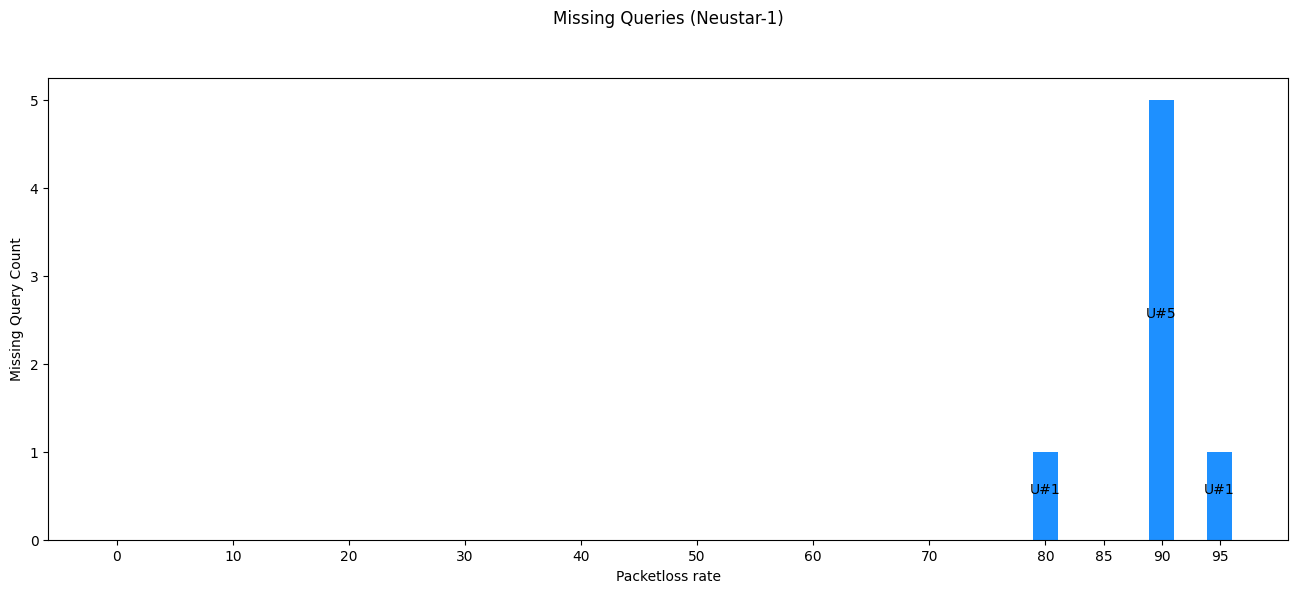 Missing Queries (Neustar-1)
Missing Query Count
5
4
3
2
1
0
U#1
U#5
U#1
0 10 20 30 40 50 60 70 80 85 90 95
Packetloss rate